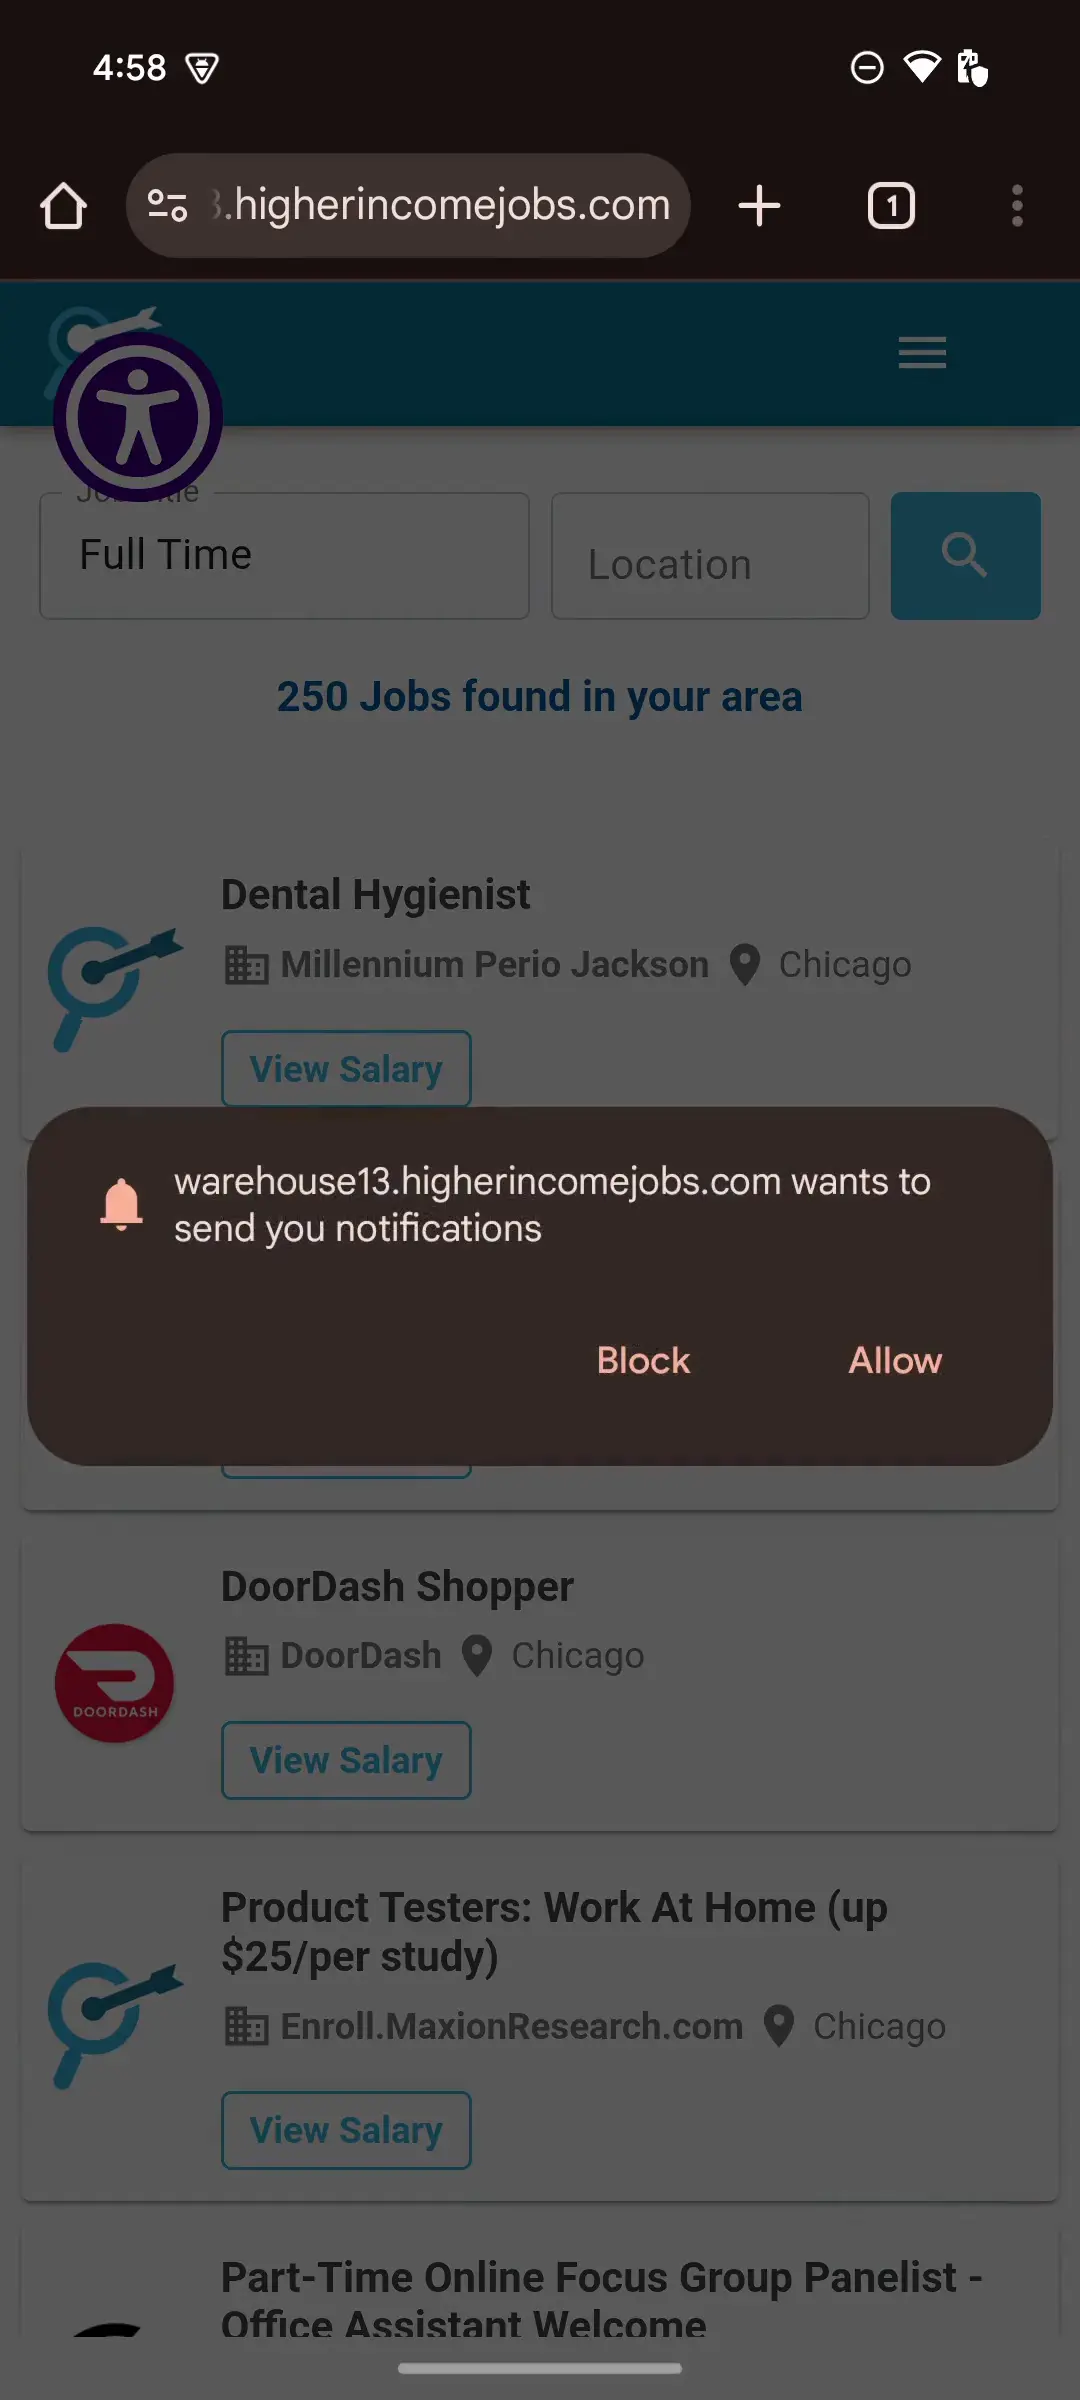 4:58
.higherincomejobs.com
1
Full Time
Location
250 Jobs found in your area
Dental Hygienist
Millennium Perio Jackson Chicago
View Salary
warehouse13.higherincomejobs.com wants to
send you notifications
Block Allow
DoorDash Shopper
DoorDash Chicago
DOORDASH
View Salary
Product Testers: Work At Home (up
$25/per study)
Enroll.MaxionResearch.com Chicago
View Salary
Part-Time Online Focus Group Panelist -
Office Assistant Welcome